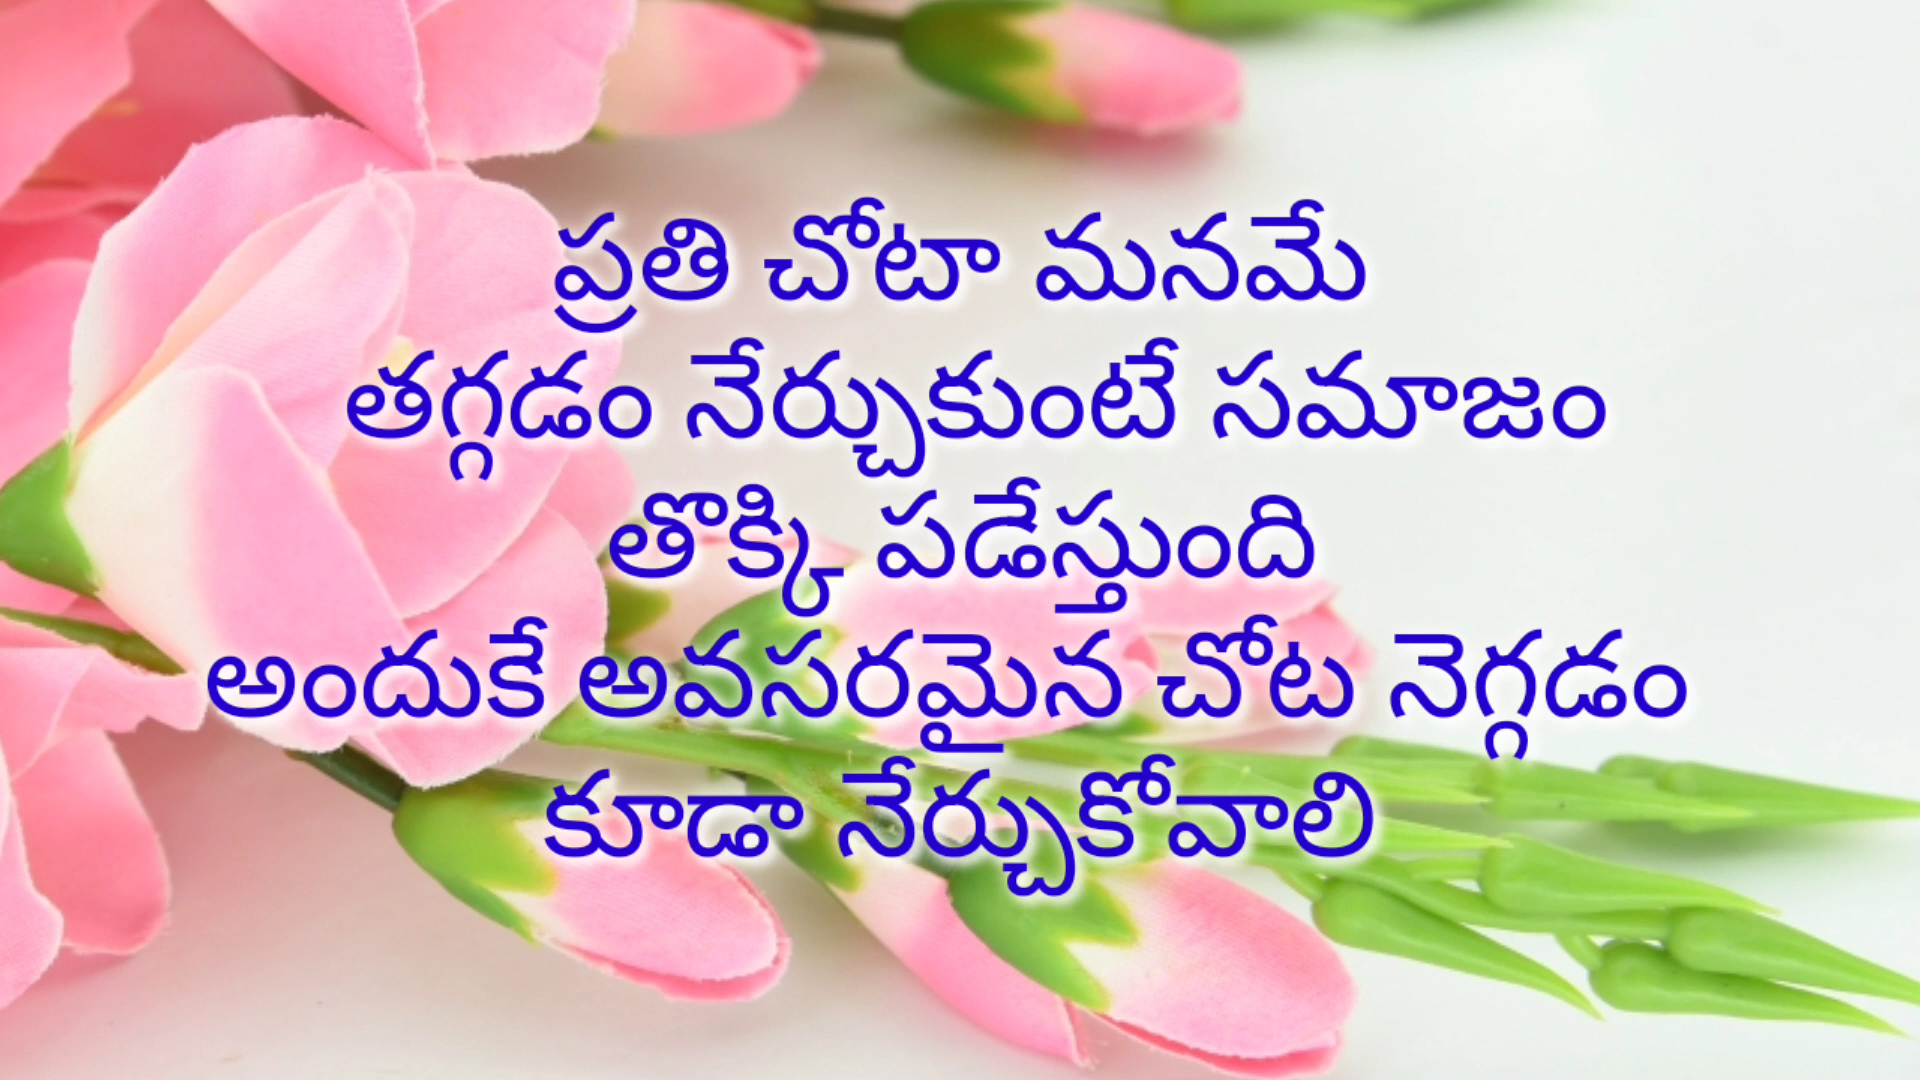 ప్రతి చోటా మనమే
తగ్గడం నేర్చుకుంటే సమాజం
తొక్కి పడేస్తుంది
అందుకే అవసరమైన చోట నెగ్గడం
కూడా నేర్చుకోవాలి